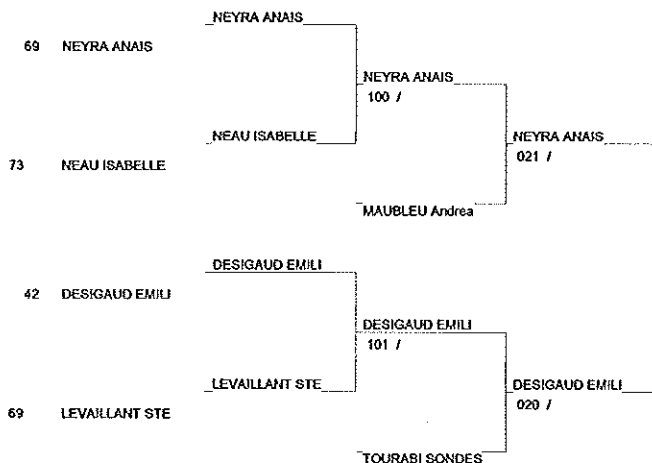 NEYRA ANAIS
69 NEYRA ANAIS
NEYRA ANAIS
100 /
NEAU ISABELLE
NEYRA ANAIS
021 /
73 NEAU ISABELLE
MAUBLEU Andrea
DESIGAUD EMILI
42 DESIGAUD EMILI
DESIGAUD EMILI
101 /
LEVAILLANT STE
DESIGAUD EMILI
020 /
69 LEVAILLANT STE
TOURABI SONDES